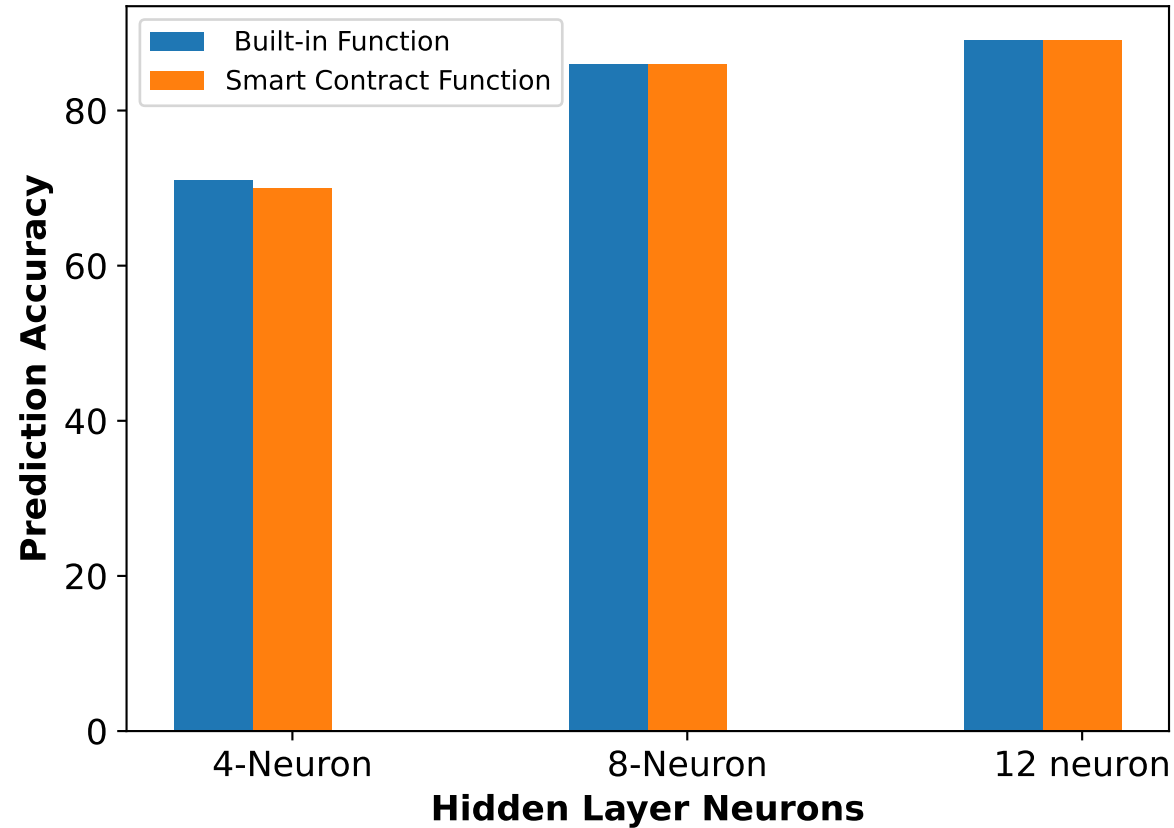 Built-in Function
Smart Contract Function
Prediction Accuracy
80
60
40
20
0
4-Neuron 8-Neuron 12 neuron
Hidden Layer Neurons